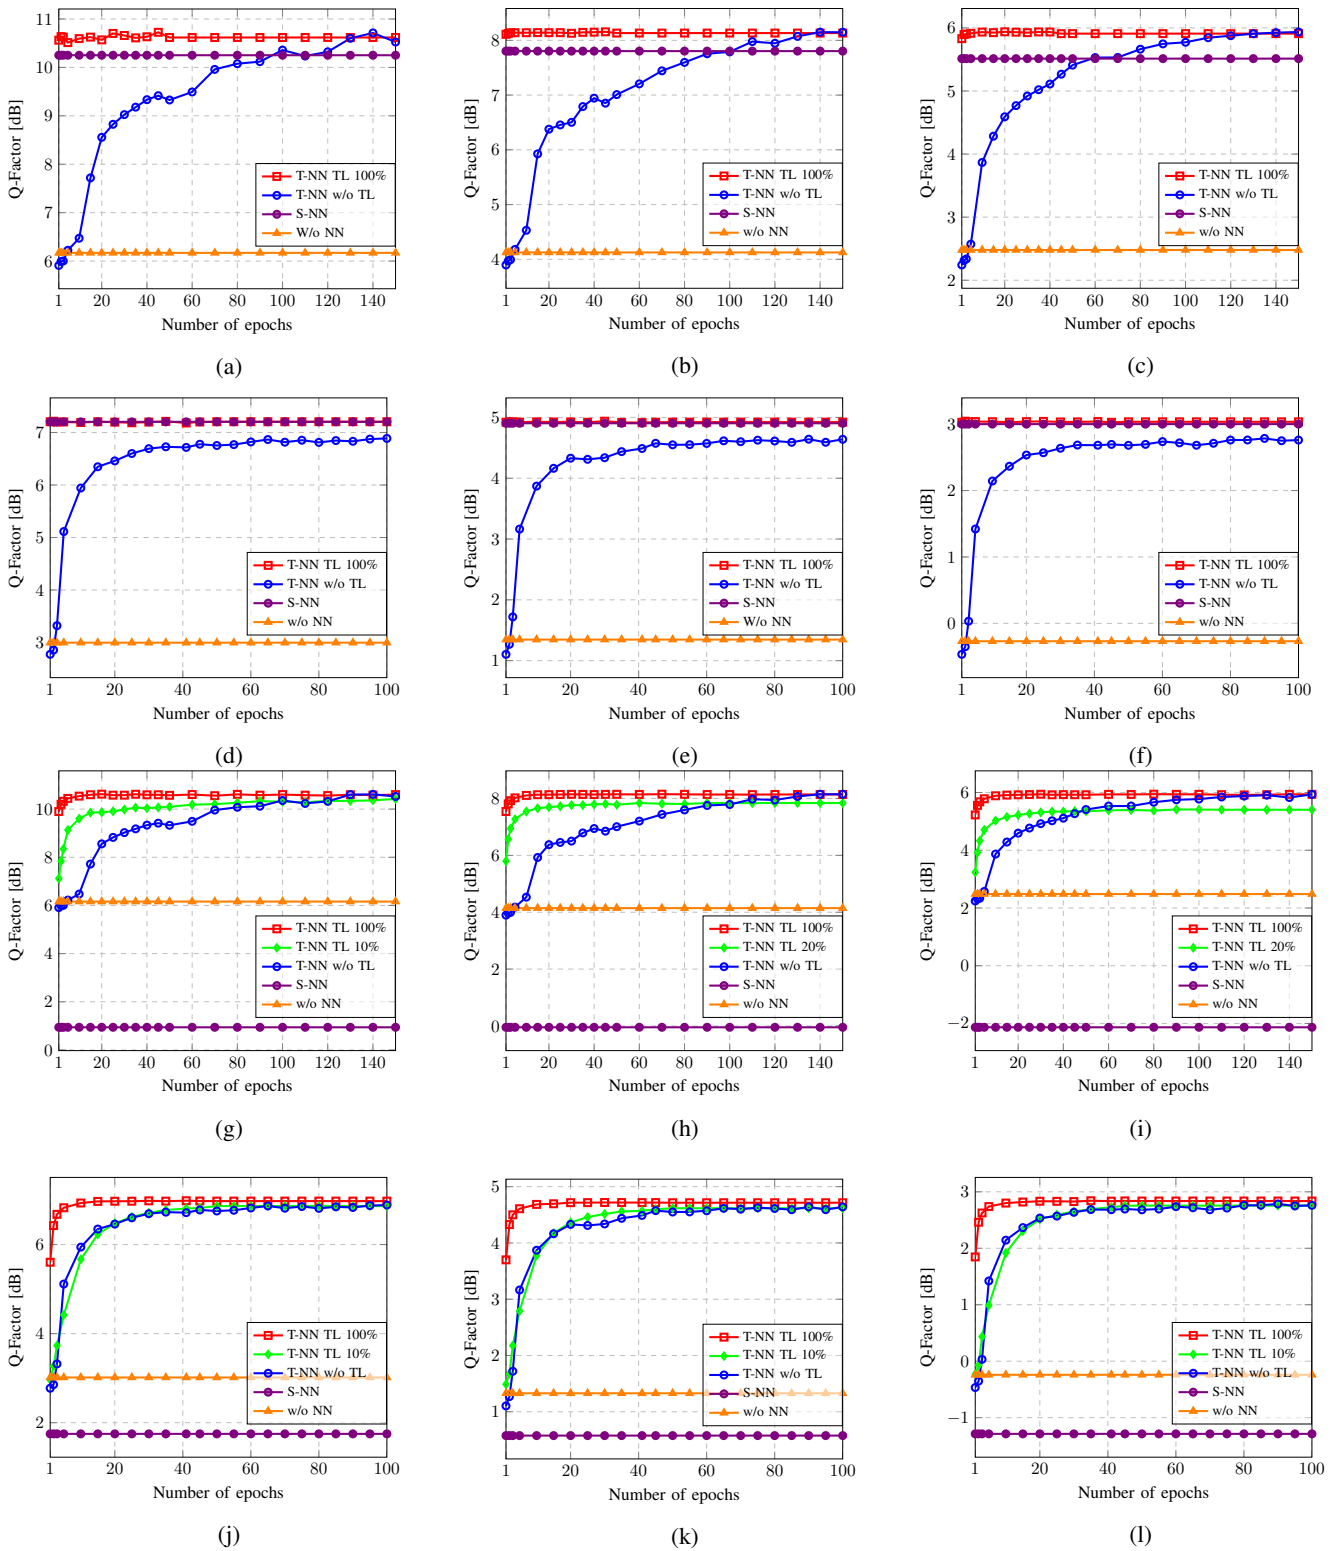 11
10
9
8
7
6
Q-Factor [dB]
T-NN TL 100%
T-NN w/o TL
S-NN
W/o NN
1 20 40 60 80 100 120 140
Number of epochs
(a)
8
7
6
5
4
Q-Factor [dB]
T-NN TL 100%
T-NN w/o TL
S-NN
w/o NN
1 20 40 60 80 100 120 140
Number of epochs
(b)
6
5
4
3
2
Q-Factor [dB]
T-NN TL 100%
T-NN w/o TL
S-NN
w/o NN
1 20 40 60 80 100 120 140
Number of epochs
(c)
7
6
5
4
3
Q-Factor [dB]
T-NN TL 100%
T-NN w/o TL
S-NN
w/o NN
1 20 40 60 80 100
Number of epochs
(d)
5
4
3
2
1
Q-Factor [dB]
T-NN TL 100%
T-NN w/o TL
S-NN
W/o NN
1 20 40 60 80 100
Number of epochs
(e)
3
2
1
0
Q-Factor [dB]
T-NN TL 100%
T-NN w/o TL
S-NN
w/o NN
1 20 40 60 80 100
Number of epochs
(f)
10
8
6
4
2
0
Q-Factor [dB]
T-NN TL 100%
T-NN TL 10%
T-NN w/o TL
S-NN
w/o NN
1 20 40 60 80 100 120 140
Number of epochs
(g)
8
6
4
2
0
Q-Factor [dB]
T-NN TL 100%
T-NN TL 20%
T-NN w/o TL
S-NN
w/o NN
1 20 40 60 80 100 120 140
Number of epochs
(h)
6
4
2
0
−2
Q-Factor [dB]
T-NN TL 100%
T-NN TL 20%
T-NN w/o TL
S-NN
w/o NN
1 20 40 60 80 100 120 140
Number of epochs
(i)
6
4
2
Q-Factor [dB]
T-NN TL 100%
T-NN TL 10%
T-NN w/o TL
S-NN
w/o NN
1 20 40 60 80 100
Number of epochs
(j)
5
4
3
2
1
Q-Factor [dB]
T-NN TL 100%
T-NN TL 10%
T-NN w/o TL
S-NN
w/o NN
1 20 40 60 80 100
Number of epochs
(k)
3
2
1
0
−1
Q-Factor [dB]
T-NN TL 100%
T-NN TL 10%
T-NN w/o TL
S-NN
w/o NN
1 20 40 60 80 100
Number of epochs
(l)